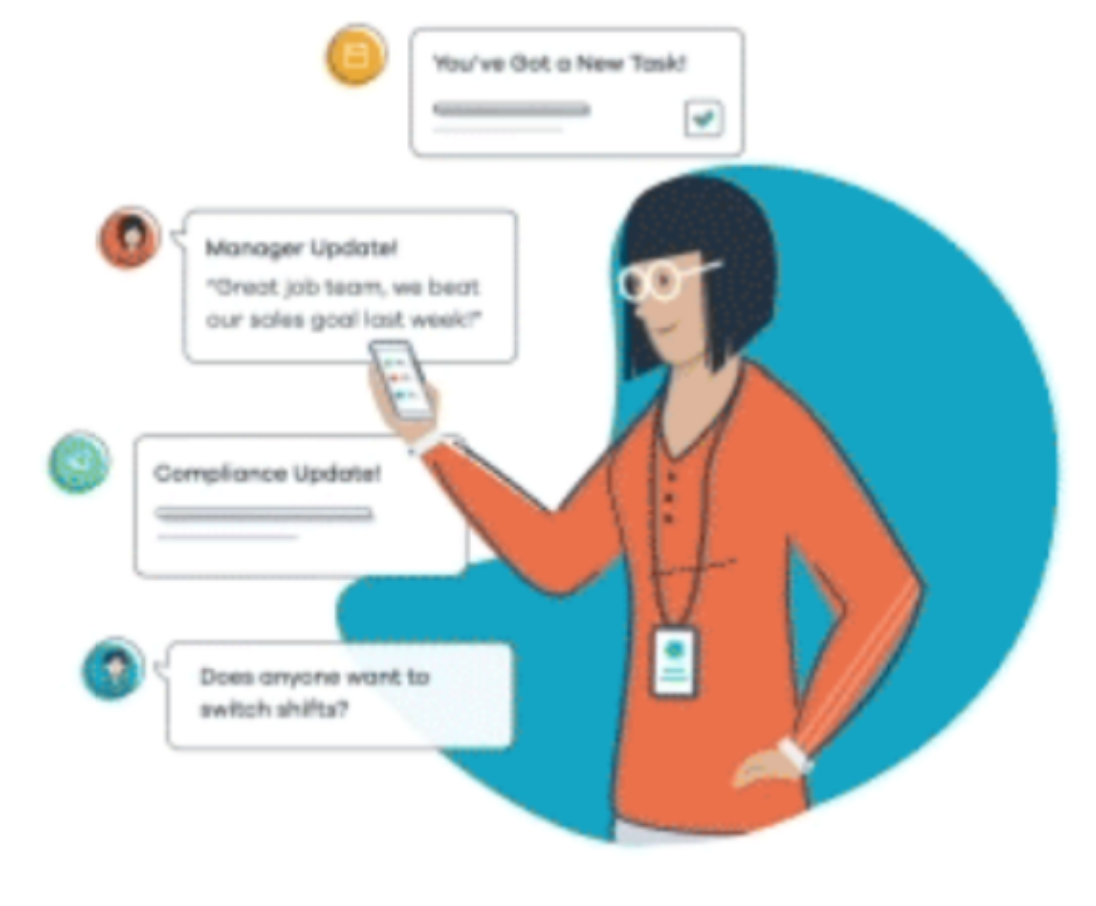 You've Got a New Task!
Manager Update!
"Great job team, we beat
our sales goal last week!"
Compliance Update!
Does anyone want to
switch shifts?